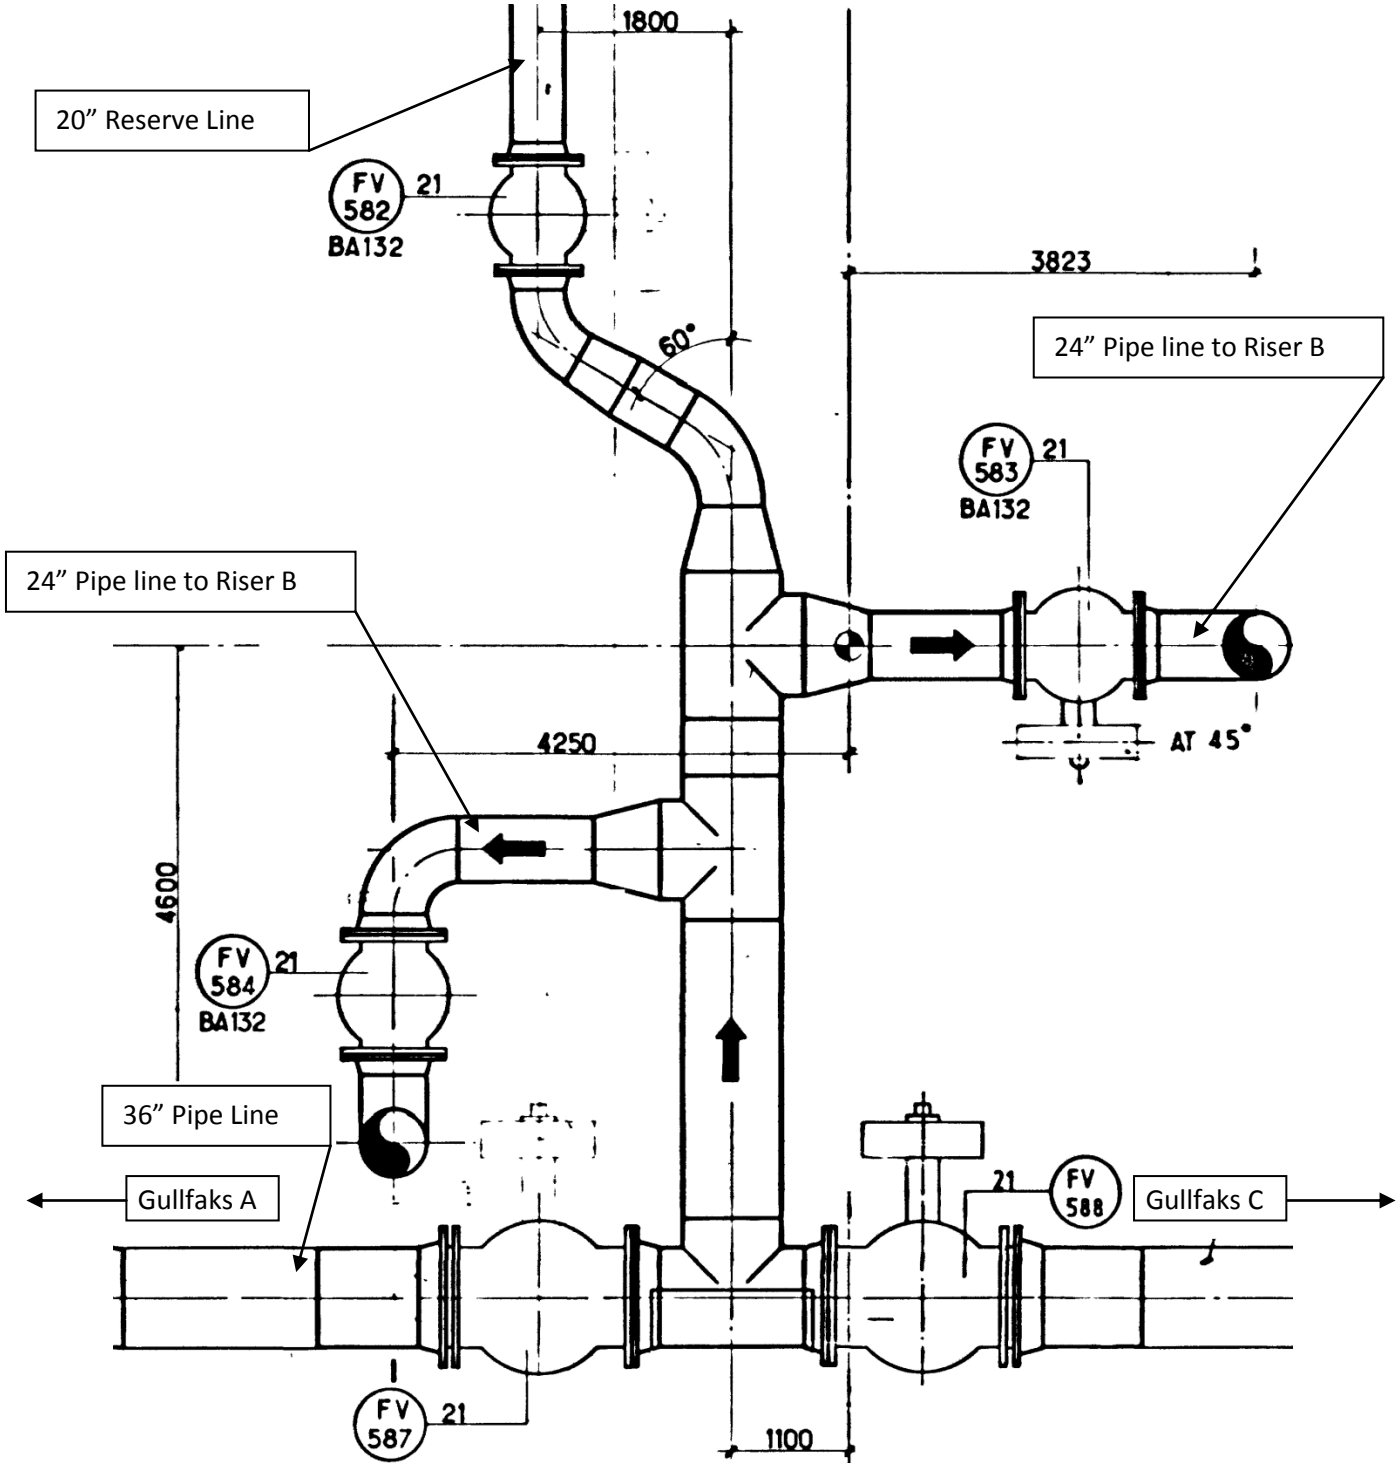 1800
20” Reserve Line
FV
582
21
BA132
3823
60°
24” Pipe line to Riser B
FV
583
21
BA132
24” Pipe line to Riser B
4250
AT 45°
4600
FV
584
21
BA132
36” Pipe Line
Gullfaks A
21
FV
588
Gullfaks C
FV
587
21
1100